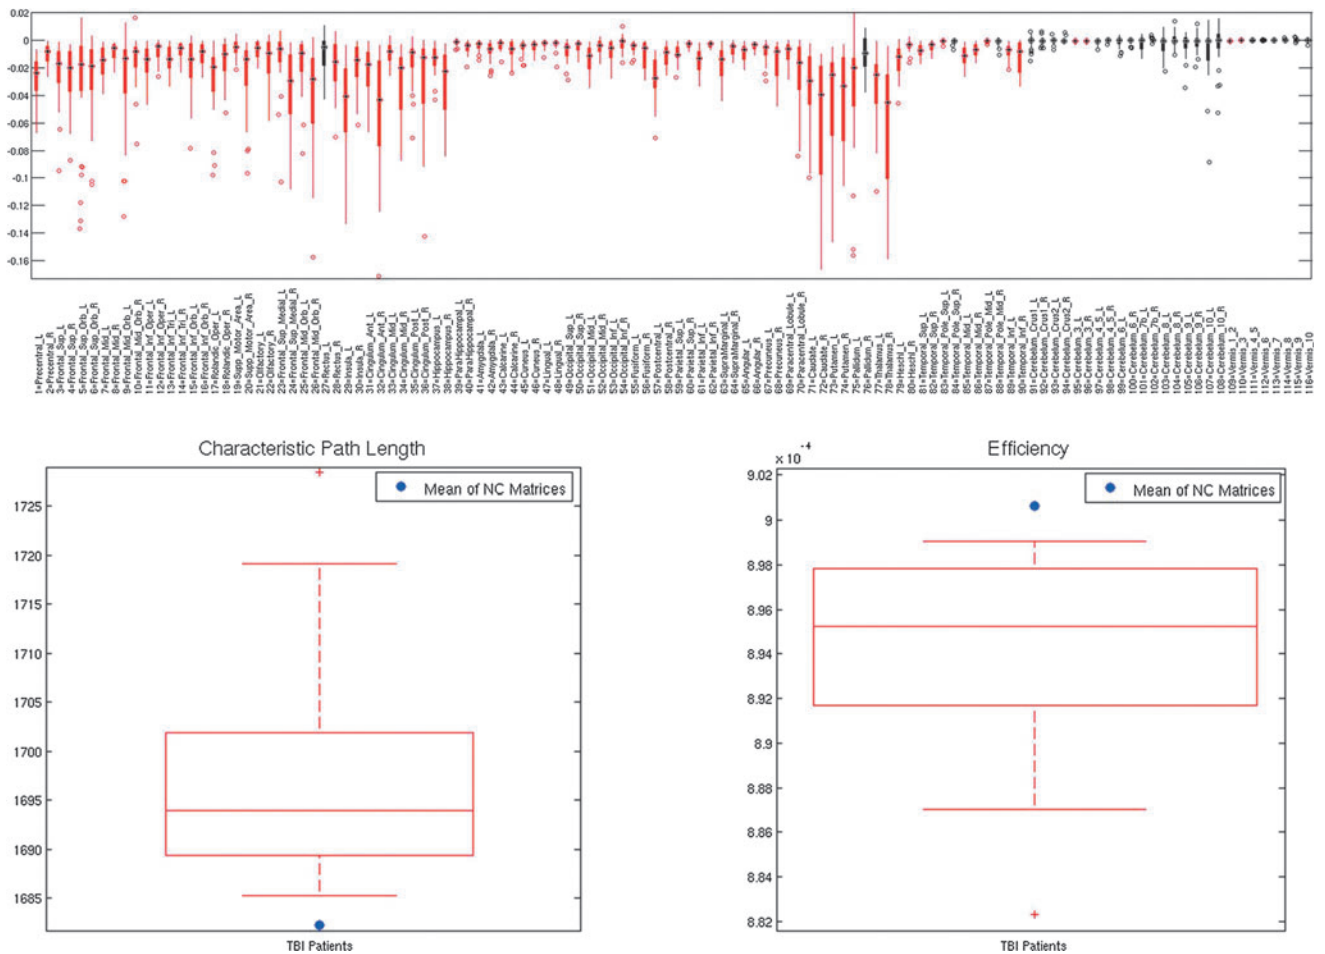 0.02
0
-0.02
-0.04
-0.06
-0.08
-0.1
-0.12
-0.14
-0.16
1+Precentral_L
2+Precentral_R
3+Frontal_Sup_L
4+Frontal_Sup_R
5+Frontal_Sup_Orb_L
6+Frontal_Sup_Orb_R
7+Frontal_Mid_L
8+Frontal_Mid_R
9+Frontal_Mid_Orb_L
10+Frontal_Mid_Orb_R
11+Frontal_Inf_Oper_L
12+Frontal_Inf_Oper_R
13+Frontal_Inf_Tri_L
14+Frontal_Inf_Tri_R
15+Frontal_Inf_Orb_L
16+Frontal_Inf_Orb_R
17+Rolandic_Oper_L
18+Rolandic_Oper_R
19+Supp_Motor_Area_L
20+Supp_Motor_Area_R
21+Olfactory_L
22+Olfactory_R
23+Frontal_Sup_Medial_L
24+Frontal_Sup_Medial_R
25+Frontal_Mid_Orb_L
26+Frontal_Mid_Orb_R
27+Rectus_L
28+Rectus_R
29+Insula_L
30+Insula_R
31+Cingulum_Ant_L
32+Cingulum_Ant_R
33+Cingulum_Mid_L
34+Cingulum_Mid_R
35+Cingulum_Post_L
36+Cingulum_Post_R
37+Hippocampus_L
38+Hippocampus_R
39+ParaHippocampal_L
40+ParaHippocampal_R
41+Amygdala_L
42+Amygdala_R
43+Calcarine_L
44+Calcarine_R
45+Cuneus_L
46+Cuneus_R
47+Lingual_L
48+Lingual_R
49+Occipital_Sup_L
50+Occipital_Sup_R
51+Occipital_Mid_L
52+Occipital_Mid_R
53+Occipital_Inf_L
54+Occipital_Inf_R
55+Fusiform_L
56+Fusiform_R
57+Postcentral_L
58+Postcentral_R
59+Parietal_Sup_L
60+Parietal_Sup_R
61+Parietal_Inf_L
62+Parietal_Inf_R
63+SupraMarginal_L
64+SupraMarginal_R
65+Angular_L
66+Angular_R
67+Precuneus_L
68+Precuneus_R
69+Paracentral_Lobule_L
70+Paracentral_Lobule_R
71+Caudate_L
72+Caudate_R
73+Putamen_L
74+Putamen_R
75+Pallidum_L
76+Pallidum_R
77+Thalamus_L
78+Thalamus_R
79+Heschl_L
80+Heschl_R
81+Temporal_Sup_L
82+Temporal_Sup_R
83+Temporal_Pole_Sup_L
84+Temporal_Pole_Sup_R
85+Temporal_Mid_L
86+Temporal_Mid_R
87+Temporal_Pole_Mid_L
88+Temporal_Pole_Mid_R
89+Temporal_Inf_L
90+Temporal_Inf_R
91+Cerebelum_Crus1_L
92+Cerebelum_Crus1_R
93+Cerebelum_Crus2_L
94+Cerebelum_Crus2_R
95+Cerebelum_3_L
96+Cerebelum_3_R
97+Cerebelum_4_5_L
98+Cerebelum_4_5_R
99+Cerebelum_6_L
100+Cerebelum_6_R
101+Cerebelum_7b_L
102+Cerebelum_7b_R
103+Cerebelum_8_L
104+Cerebelum_8_R
105+Cerebelum_9_L
106+Cerebelum_9_R
107+Cerebelum_10_L
108+Cerebelum_10_R
109+Vermis_1_2
110+Vermis_3
111+Vermis_4_5
112+Vermis_6
113+Vermis_7
114+Vermis_8
115+Vermis_9
116+Vermis_10
Characteristic Path Length
Mean of NC Matrices
1725
1720
1715
1710
1705
1700
1695
1690
1685
TBI Patients
Efficiency
×10 -4
Mean of NC Matrices
9.02
9
8.98
8.96
8.94
8.92
8.9
8.88
8.86
8.84
8.82
TBI Patients